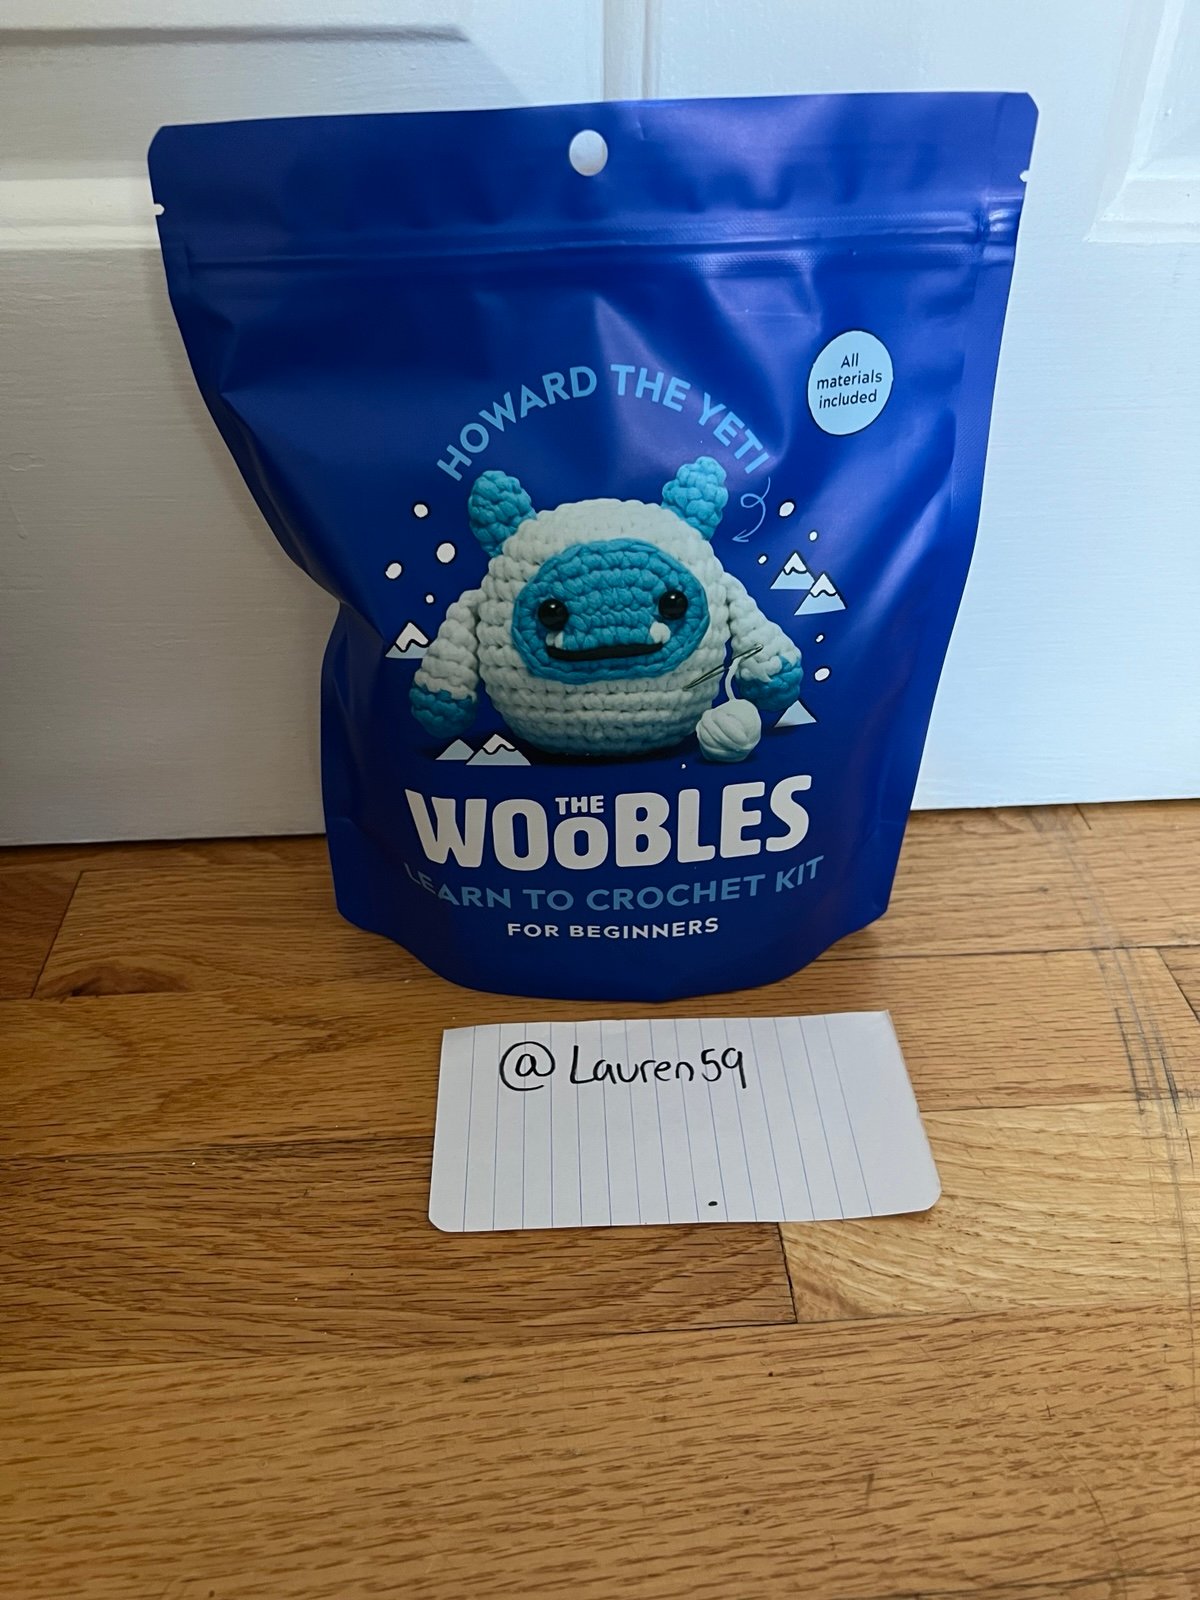 HOWARD THE YETI
All
materials
included
THE
WOOBLES
LEARN TO CROCHET KIT
FOR BEGINNERS
@Lauren59